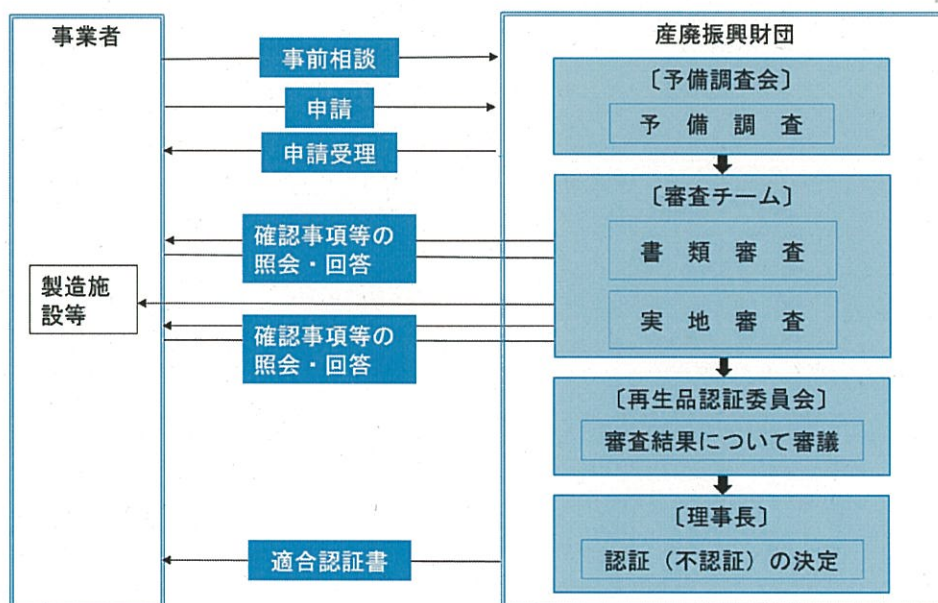 事業者
産廃振興財団
事前相談
申請
申請受理
〔予備調査会〕
予備調査
〔審査チーム〕
確認事項等の
照会・回答
書類審査
製造施
設等
実地審査
確認事項等の
照会・回答
〔再生品認証委員会〕
審査結果について審議
〔理事長〕
適合認証書
認証（不認証）の決定